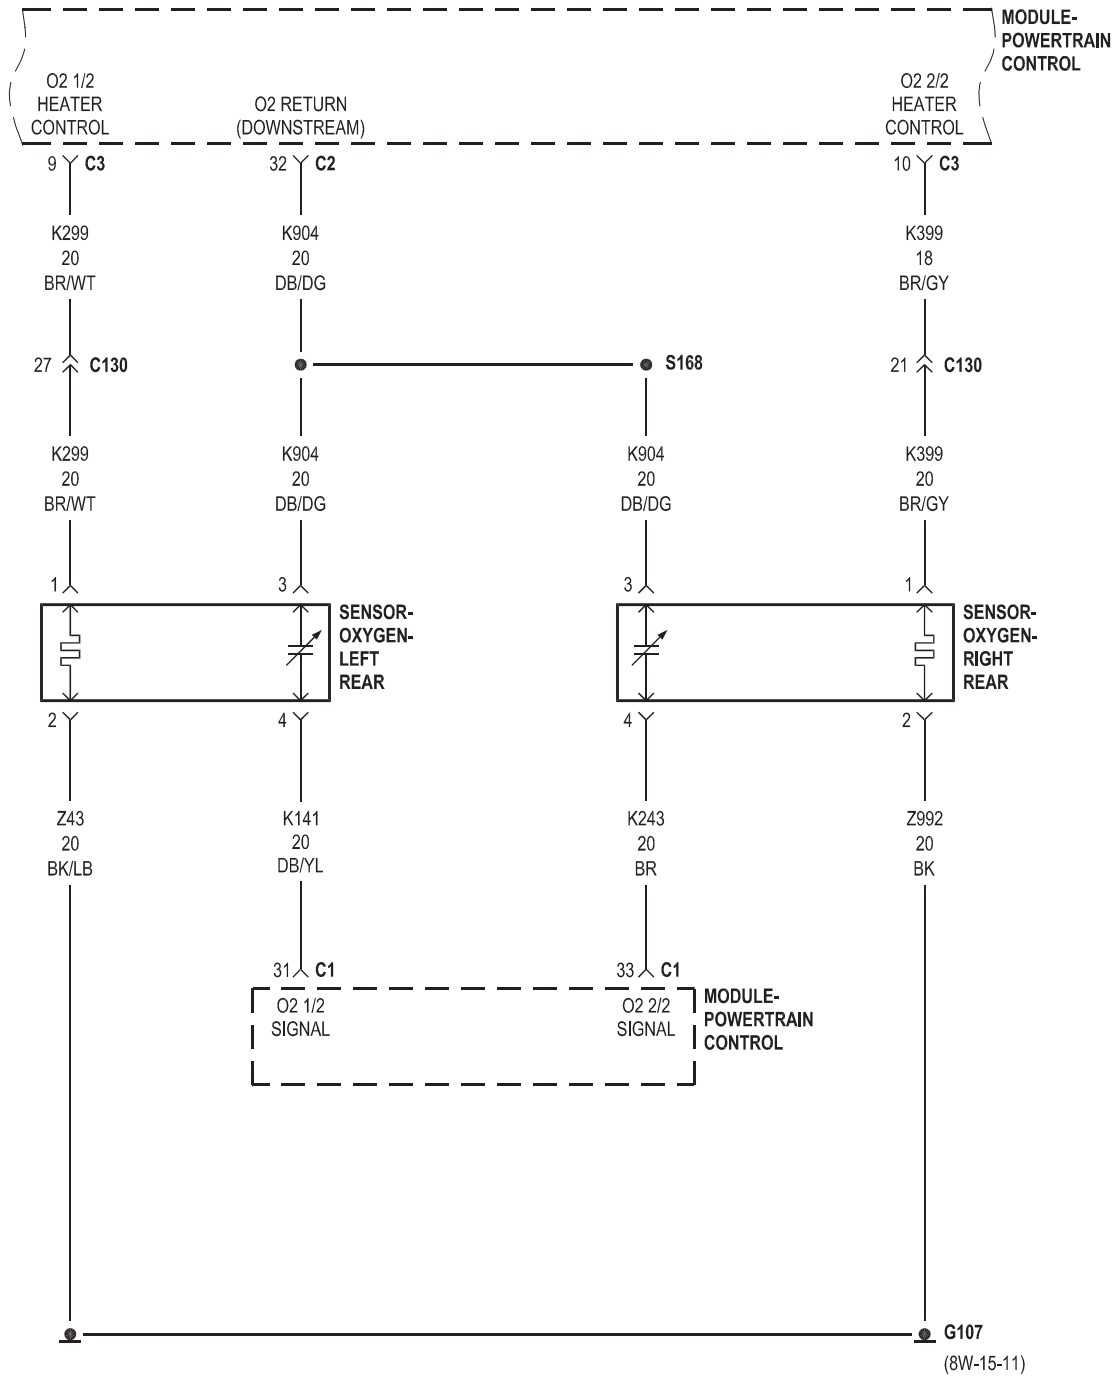 MODULE-
POWERTRAIN
CONTROL
O2 1/2
HEATER
CONTROL
O2 RETURN
(DOWNSTREAM)
O2 2/2
HEATER
CONTROL
9 C3
32 C2
10 C3
K299
20
BR/WT
K904
20
DB/DG
K399
18
BR/GY
27 C130
S168
21 C130
K299
20
BR/WT
K904
20
DB/DG
K904
20
DB/DG
K399
20
BR/GY
1
3
3
1
SENSOR-
OXYGEN-
LEFT
REAR
SENSOR-
OXYGEN-
RIGHT
REAR
2
4
4
2
Z43
20
BK/LB
K141
20
DB/YL
K243
20
BR
Z992
20
BK
31 C1
33 C1
O2 1/2
SIGNAL
O2 2/2
SIGNAL
MODULE-
POWERTRAIN
CONTROL
G107
(8W-15-11)